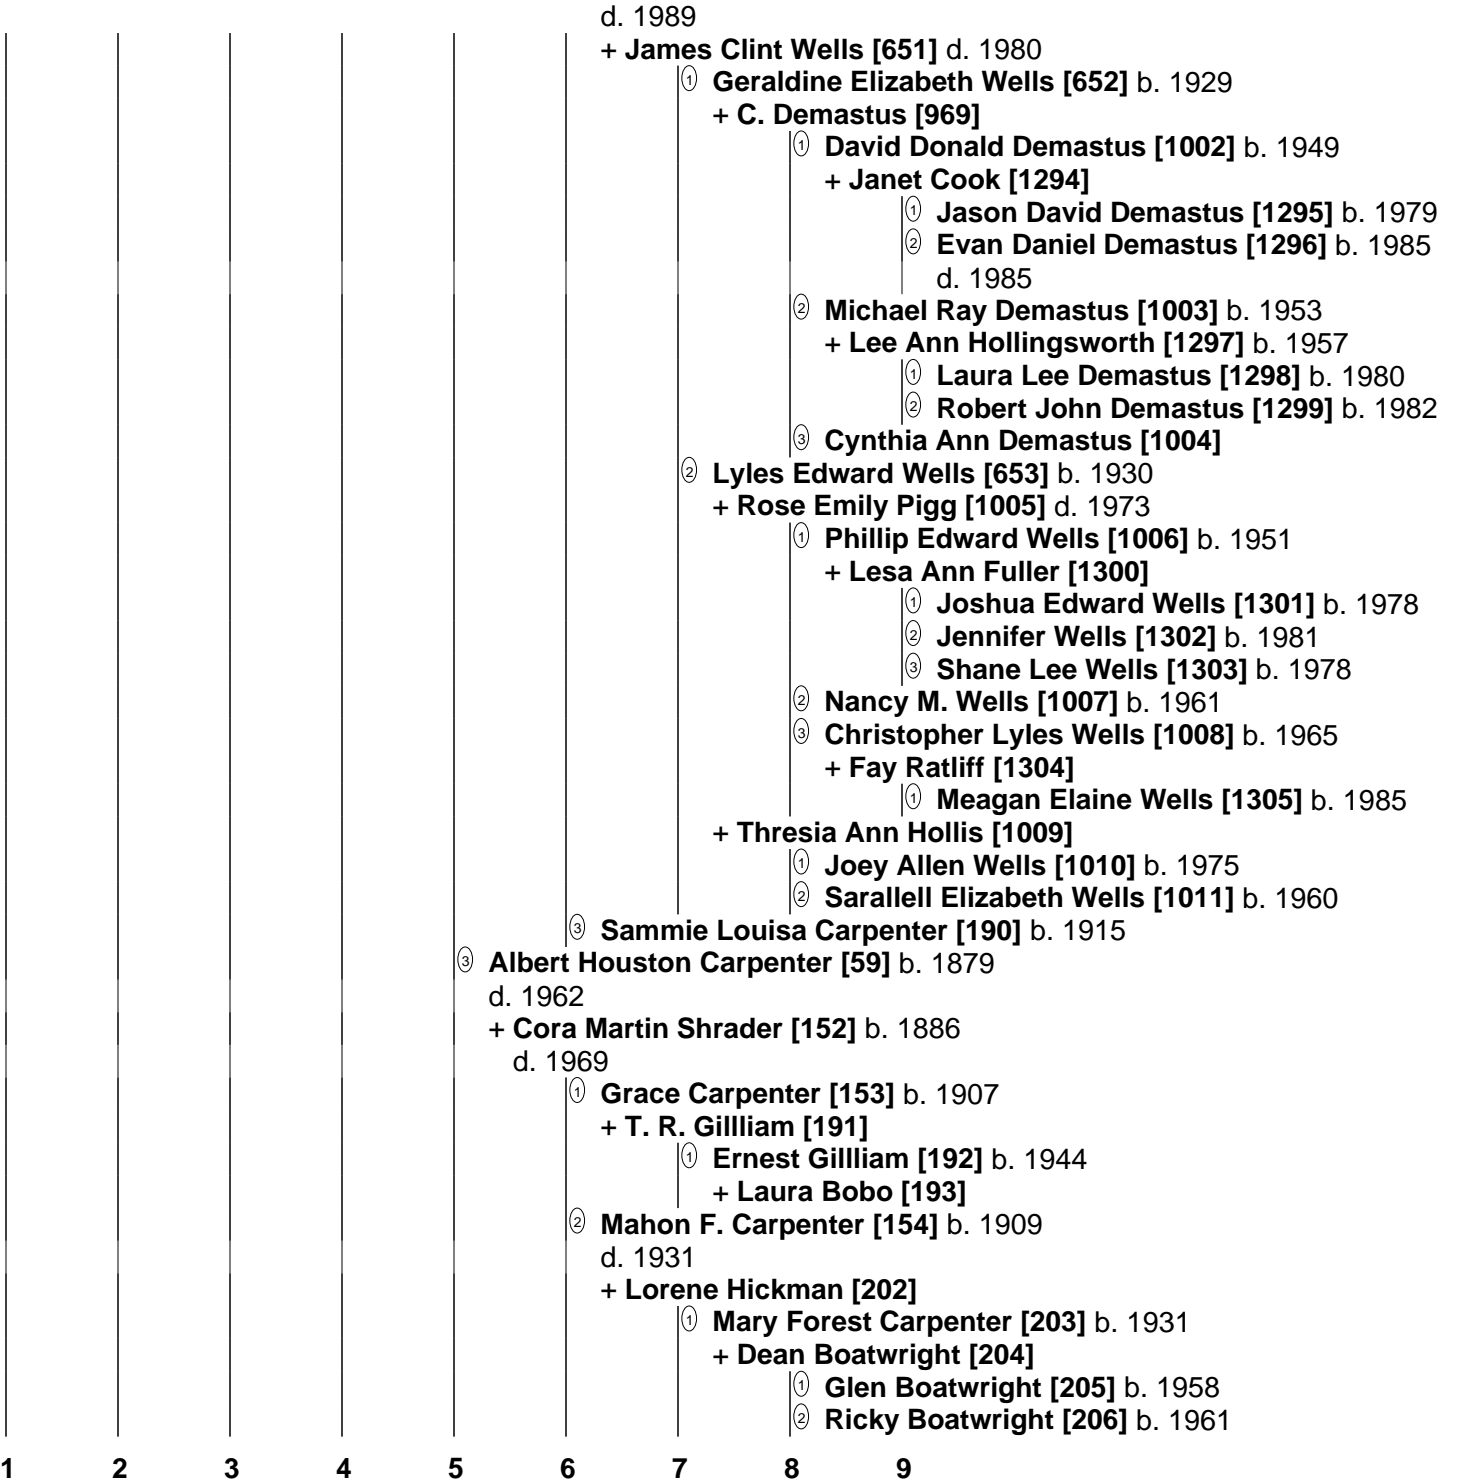 d. 1989
+ James Clint Wells [651] d. 1980
① Geraldine Elizabeth Wells [652] b. 1929
+ C. Demastus [969]
① David Donald Demastus [1002] b. 1949
+ Janet Cook [1294]
① Jason David Demastus [1295] b. 1979
② Evan Daniel Demastus [1296] b. 1985
d. 1985
② Michael Ray Demastus [1003] b. 1953
+ Lee Ann Hollingsworth [1297] b. 1957
① Laura Lee Demastus [1298] b. 1980
② Robert John Demastus [1299] b. 1982
③ Cynthia Ann Demastus [1004]
② Lyles Edward Wells [653] b. 1930
+ Rose Emily Pigg [1005] d. 1973
① Phillip Edward Wells [1006] b. 1951
+ Lesa Ann Fuller [1300]
① Joshua Edward Wells [1301] b. 1978
② Jennifer Wells [1302] b. 1981
③ Shane Lee Wells [1303] b. 1978
② Nancy M. Wells [1007] b. 1961
③ Christopher Lyles Wells [1008] b. 1965
+ Fay Ratliff [1304]
① Meagan Elaine Wells [1305] b. 1985
+ Thresia Ann Hollis [1009]
① Joey Allen Wells [1010] b. 1975
② Sarallell Elizabeth Wells [1011] b. 1960
③ Sammie Louisa Carpenter [190] b. 1915
③ Albert Houston Carpenter [59] b. 1879
d. 1962
+ Cora Martin Shrader [152] b. 1886
d. 1969
① Grace Carpenter [153] b. 1907
+ T. R. Gillliam [191]
① Ernest Gillliam [192] b. 1944
+ Laura Bobo [193]
② Mahon F. Carpenter [154] b. 1909
d. 1931
+ Lorene Hickman [202]
① Mary Forest Carpenter [203] b. 1931
+ Dean Boatwright [204]
① Glen Boatwright [205] b. 1958
② Ricky Boatwright [206] b. 1961
1 2 3 4 5 6 7 8 9